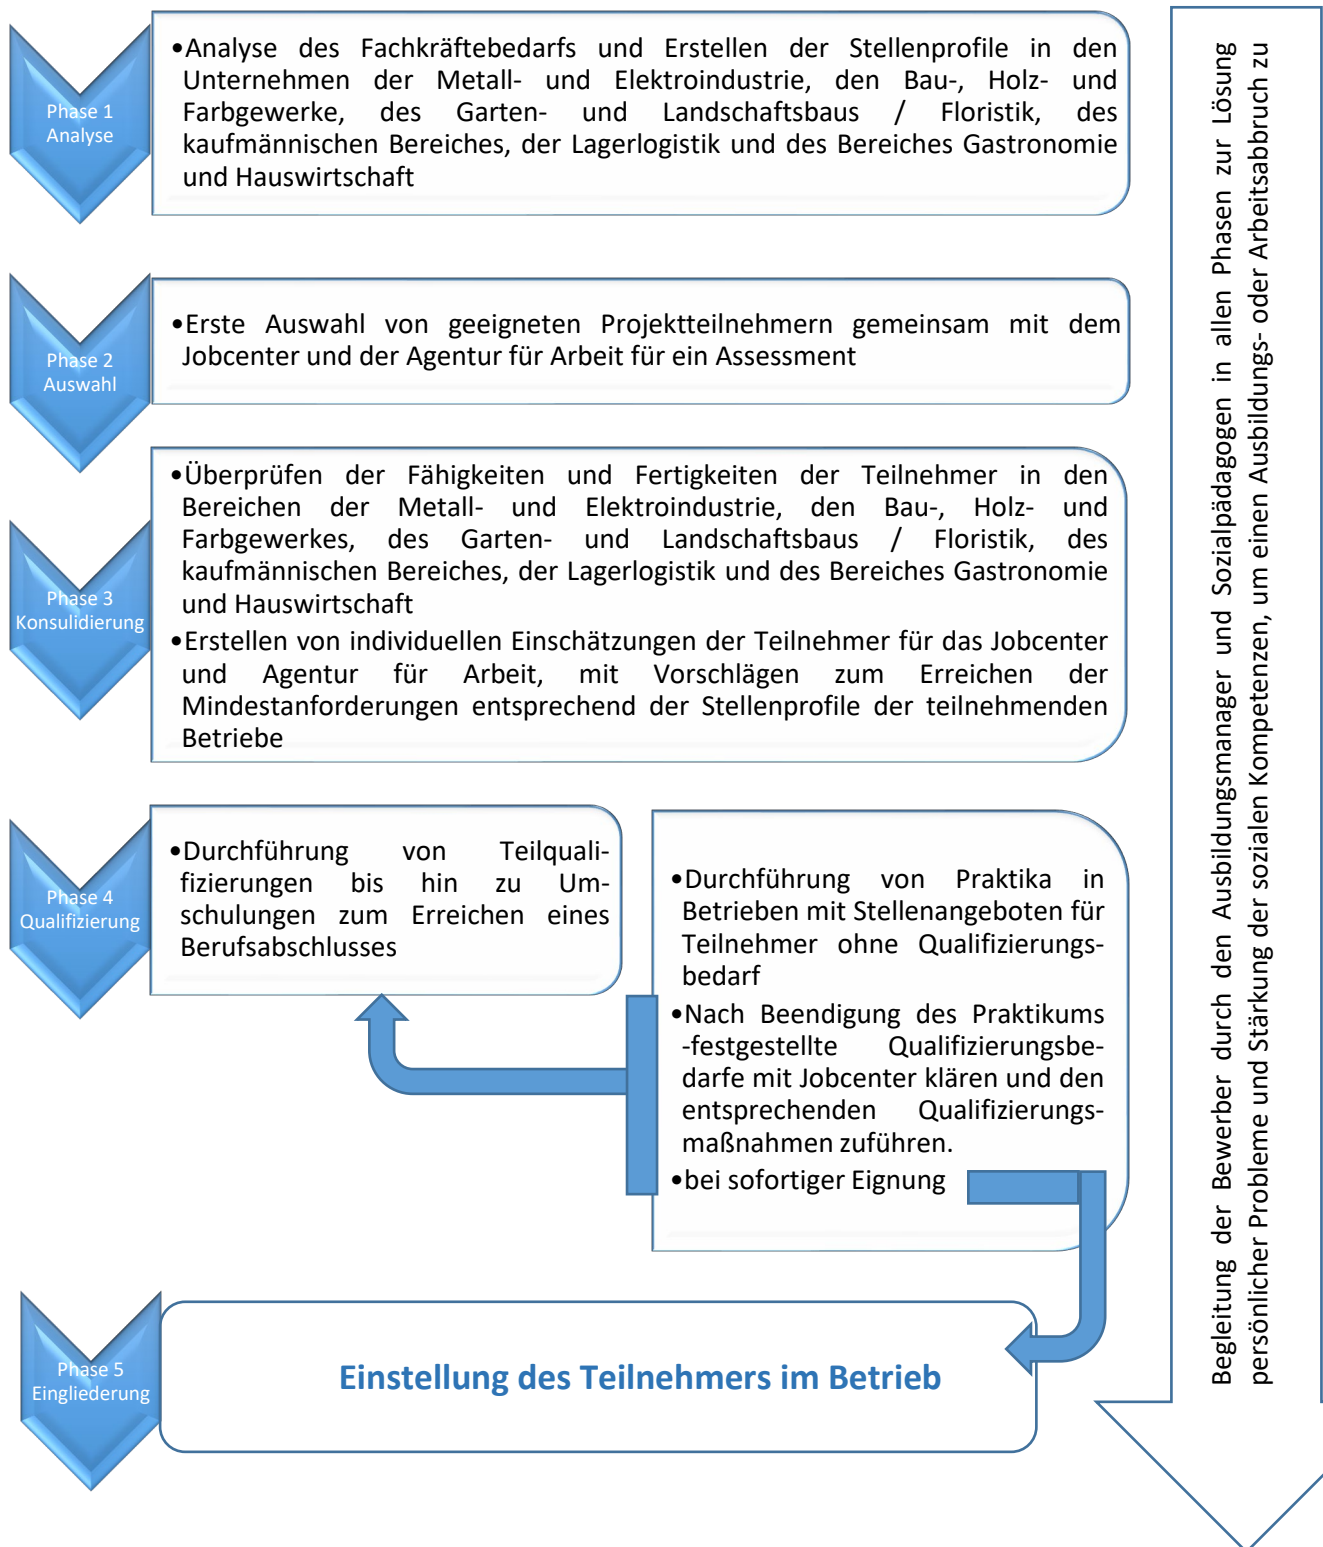 Phase 1
Analyse
•Analyse des Fachkräftebedarfs und Erstellen der Stellenprofile in den
Unternehmen der Metall- und Elektroindustrie, den Bau-, Holz- und
Farbgewerke, des Garten- und Landschaftsbaus / Floristik, des
kaufmännischen Bereiches, der Lagerlogistik und des Bereiches Gastronomie
und Hauswirtschaft
Phase 2
Auswahl
•Erste Auswahl von geeigneten Projektteilnehmern gemeinsam mit dem
Jobcenter und der Agentur für Arbeit für ein Assessment
Phase 3
Konsulidierung
•Überprüfen der Fähigkeiten und Fertigkeiten der Teilnehmer in den
Bereichen der Metall- und Elektroindustrie, den Bau-, Holz- und
Farbgewerkes, des Garten- und Landschaftsbaus / Floristik, des
kaufmännischen Bereiches, der Lagerlogistik und des Bereiches Gastronomie
und Hauswirtschaft
•Erstellen von individuellen Einschätzungen der Teilnehmer für das Jobcenter
und Agentur für Arbeit, mit Vorschlägen zum Erreichen der
Mindestanforderungen entsprechend der Stellenprofile der teilnehmenden
Betriebe
Phase 4
Qualifizierung
•Durchführung von Teilquali-
fizierungen bis hin zu Um-
schulungen zum Erreichen eines
Berufsabschlusses
•Durchführung von Praktika in
Betrieben mit Stellenangeboten für
Teilnehmer ohne Qualifizierungs-
bedarf
•Nach Beendigung des Praktikums
-festgestellte Qualifizierungsbe-
darfe mit Jobcenter klären und den
entsprechenden Qualifizierungs-
maßnahmen zuführen.
•bei sofortiger Eignung
Phase 5
Eingliederung
Einstellung des Teilnehmers im Betrieb
Begleitung der Bewerber durch den Ausbildungsmanager und Sozialpädagogen in allen Phasen zur Lösung
persönlicher Probleme und Stärkung der sozialen Kompetenzen, um einen Ausbildungs- oder Arbeitsabbruch zu